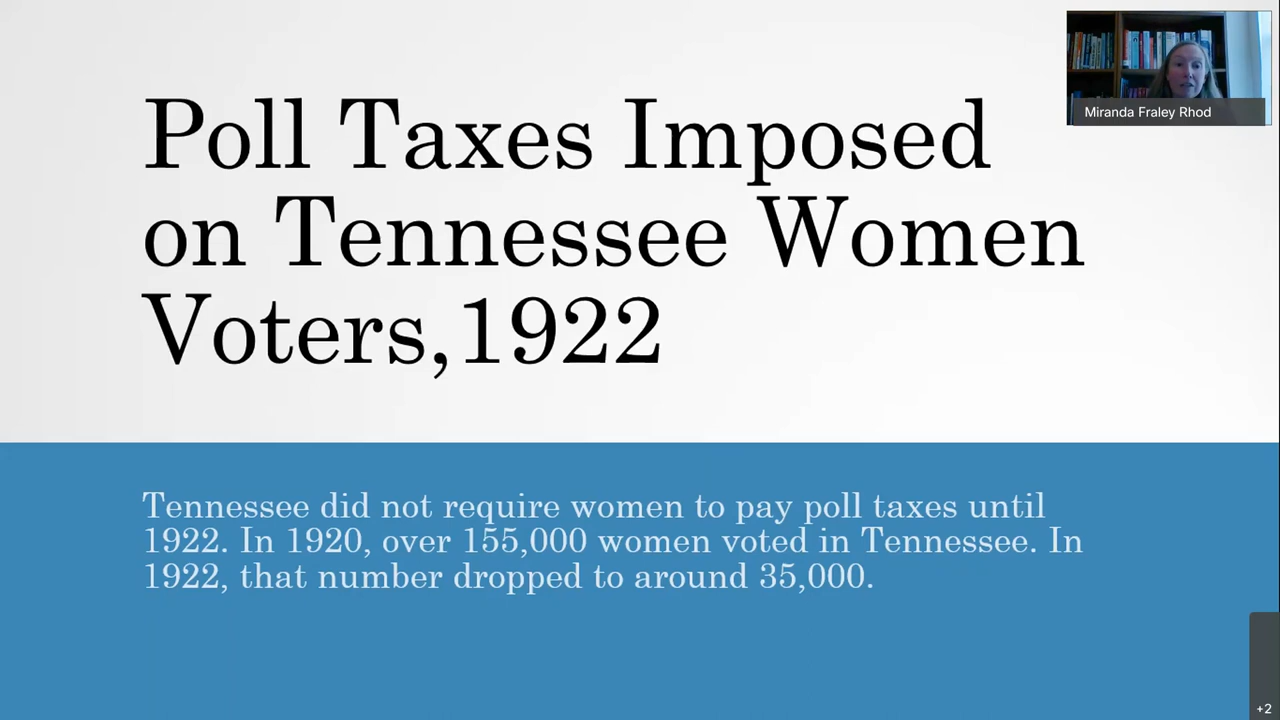 Poll Taxes Imposed
on Tennessee Women
Voters,1922
Miranda Fraley Rhod
Tennessee did not require women to pay poll taxes until
1922. In 1920, over 155,000 women voted in Tennessee. In
1922, that number dropped to around 35,000.
+2